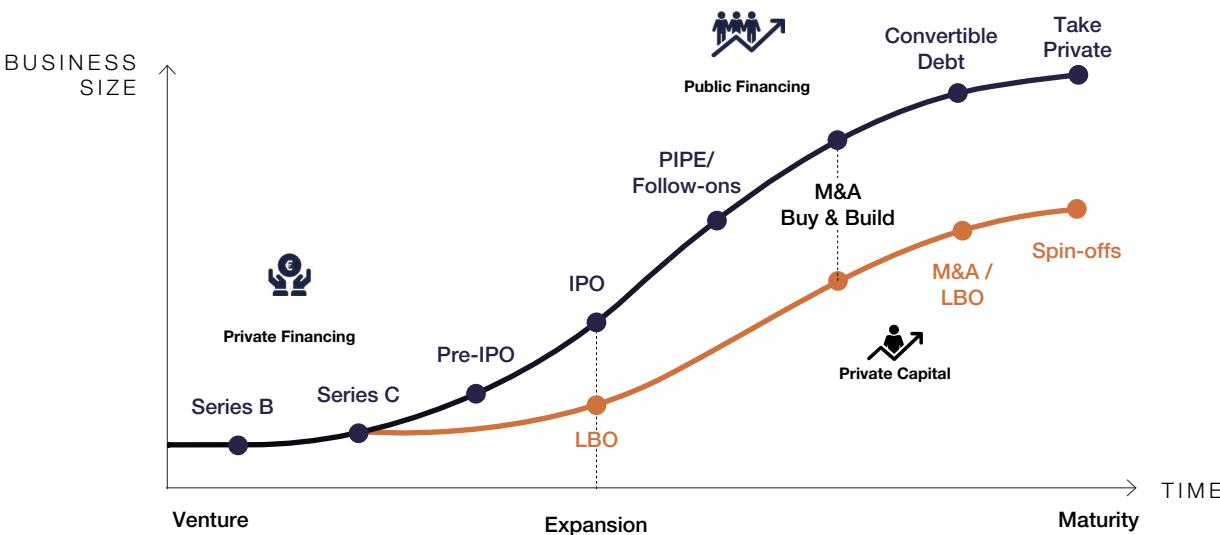 BUSINESS
SIZE
Public Financing
Convertible
Debt
Take
Private
PIPE/
Follow-ons
M&A
Buy & Build
IPO
Private Financing
Pre-IPO
Series B
Series C
LBO
M&A /
LBO
Spin-offs
Private Capital
TIME
Venture
Expansion
Maturity
€